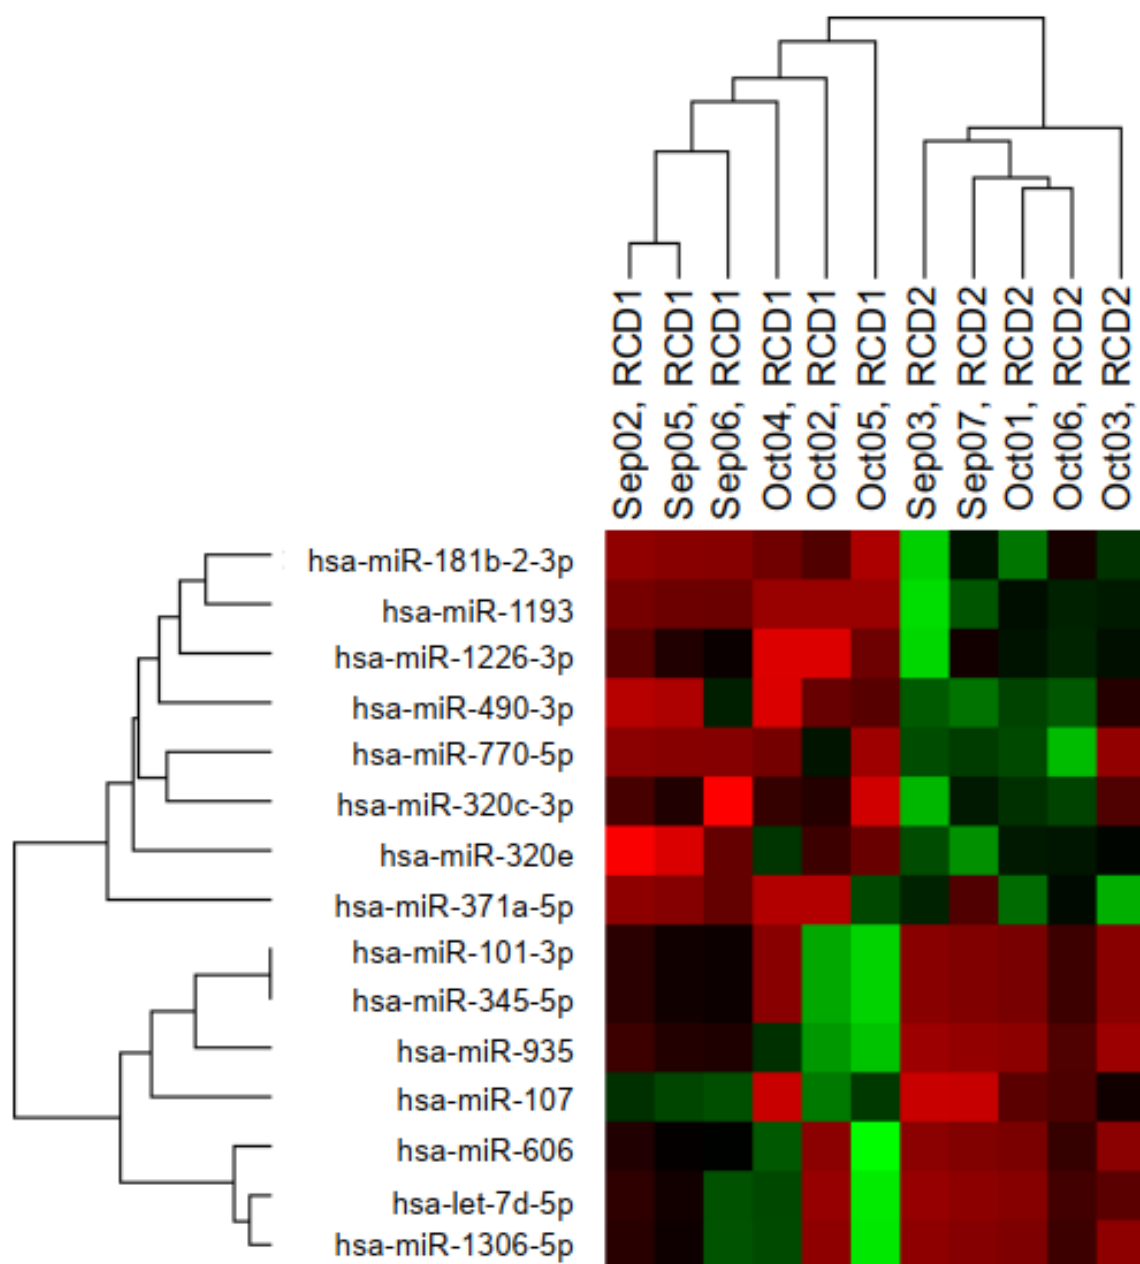 Sep02, RCD1
Sep05, RCD1
Sep06, RCD1
Oct04, RCD1
Oct02, RCD1
Oct05, RCD1
Sep03, RCD2
Sep07, RCD2
Oct01, RCD2
Oct06, RCD2
Oct03, RCD2
hsa-miR-181b-2-3p
hsa-miR-1193
hsa-miR-1226-3p
hsa-miR-490-3p
hsa-miR-770-5p
hsa-miR-320c-3p
hsa-miR-320e
hsa-miR-371a-5p
hsa-miR-101-3p
hsa-miR-345-5p
hsa-miR-935
hsa-miR-107
hsa-miR-606
hsa-let-7d-5p
hsa-miR-1306-5p